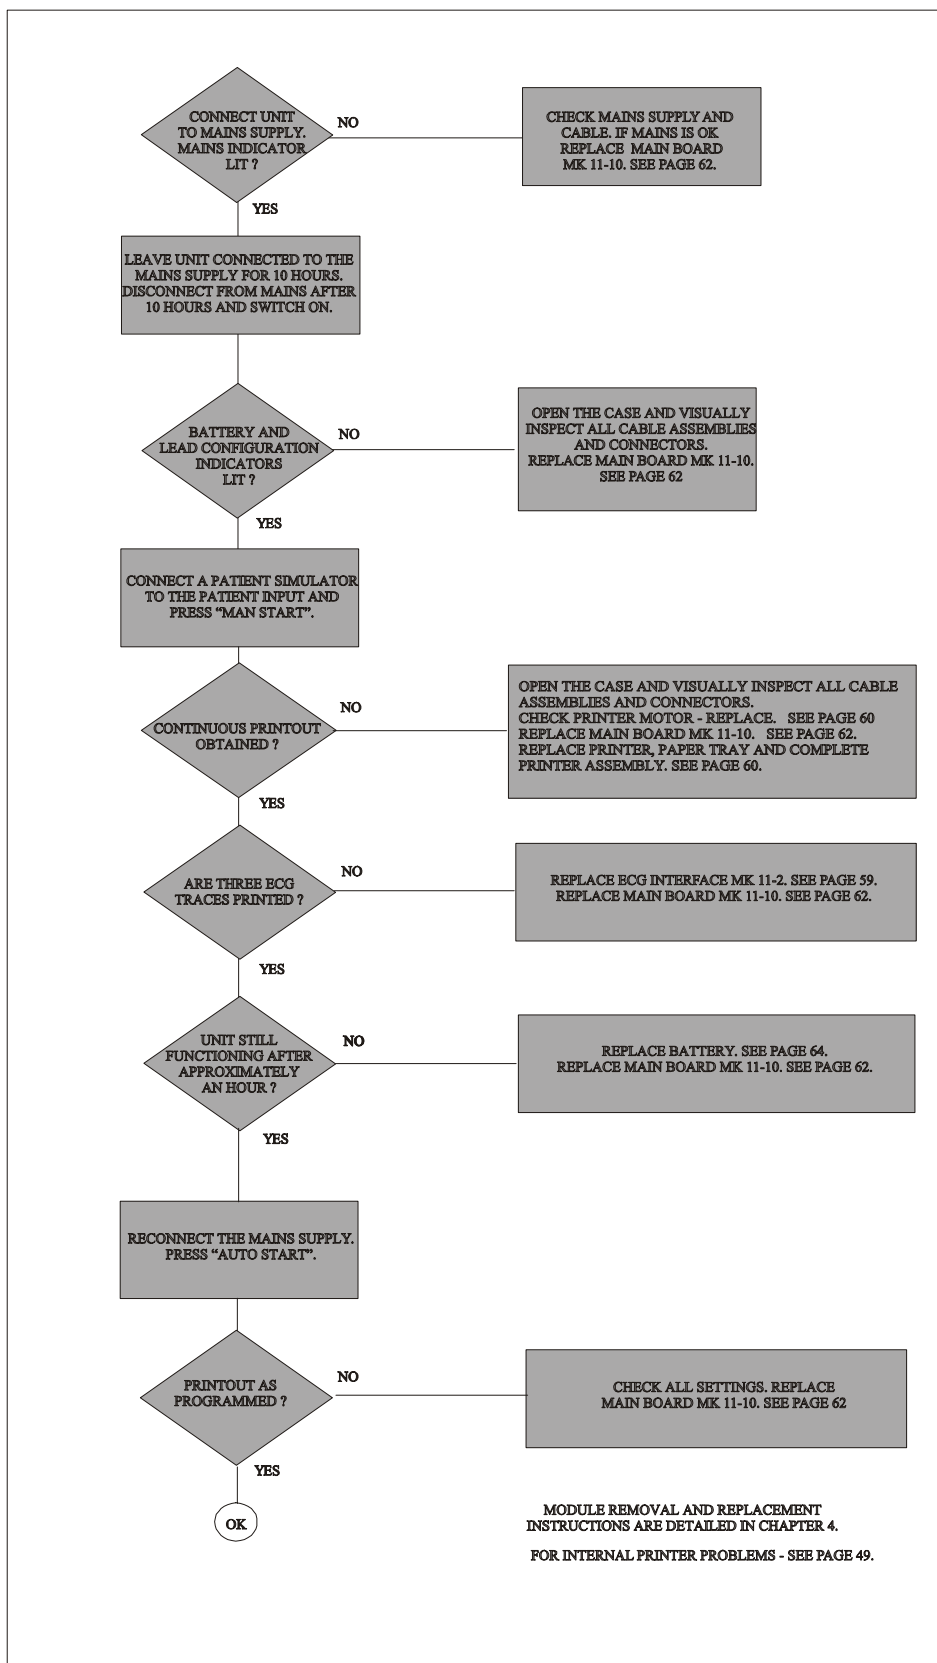 CONNECT UNIT
TO MAINS SUPPLY.
MAINS INDICATOR
LIT ?
NO
CHECK MAINS SUPPLY AND
CABLE. IF MAINS IS OK
REPLACE MAIN BOARD
MK 11-10. SEE PAGE 62.
YES
LEAVE UNIT CONNECTED TO THE
MAINS SUPPLY FOR 10 HOURS.
DISCONNECT FROM MAINS AFTER
10 HOURS AND SWITCH ON.
BATTERY AND
LEAD CONFIGURATION
INDICATORS
LIT ?
NO
OPEN THE CASE AND VISUALLY
INSPECT ALL CABLE ASSEMBLIES
AND CONNECTORS.
REPLACE MAIN BOARD MK 11-10.
SEE PAGE 62
YES
CONNECT A PATIENT SIMULATOR
TO THE PATIENT INPUT AND
PRESS “MAN START”.
CONTINUOUS PRINTOUT
OBTAINED ?
NO
OPEN THE CASE AND VISUALLY INSPECT ALL CABLE
ASSEMBLIES AND CONNECTORS.
CHECK PRINTER MOTOR - REPLACE. SEE PAGE 60
REPLACE MAIN BOARD MK 11-10. SEE PAGE 62.
REPLACE PRINTER, PAPER TRAY AND COMPLETE
PRINTER ASSEMBLY. SEE PAGE 60.
YES
ARE THREE ECG
TRACES PRINTED ?
NO
REPLACE ECG INTERFACE MK 11-2. SEE PAGE 59.
REPLACE MAIN BOARD MK 11-10. SEE PAGE 62.
YES
UNIT STILL
FUNCTIONING AFTER
APPROXIMATELY
AN HOUR ?
NO
REPLACE BATTERY. SEE PAGE 64.
REPLACE MAIN BOARD MK 11-10. SEE PAGE 62.
YES
RECONNECT THE MAINS SUPPLY.
PRESS “AUTO START”.
PRINTOUT AS
PROGRAMMED ?
NO
CHECK ALL SETTINGS. REPLACE
MAIN BOARD MK 11-10. SEE PAGE 62
YES
OK
MODULE REMOVAL AND REPLACEMENT
INSTRUCTIONS ARE DETAILED IN CHAPTER 4.
FOR INTERNAL PRINTER PROBLEMS - SEE PAGE 49.